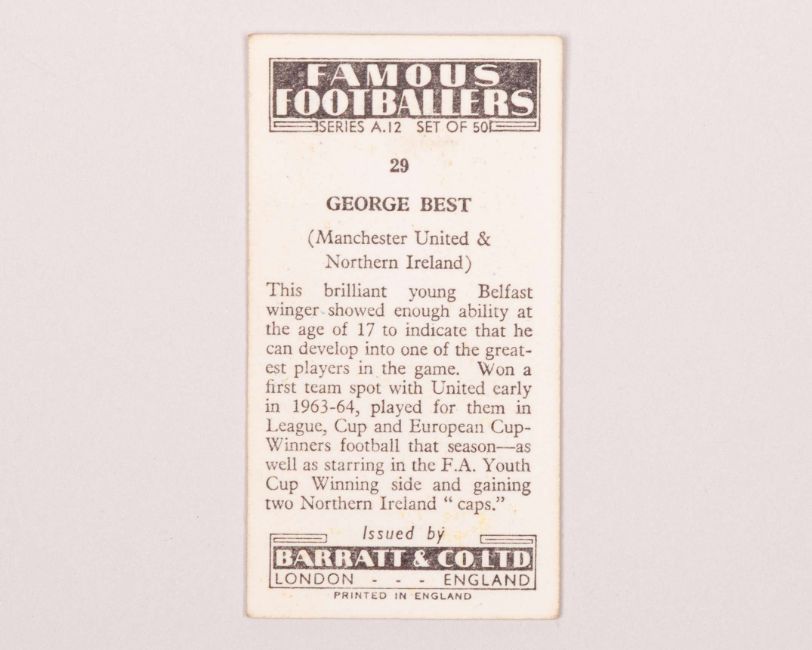 FAMOUS
FOOTBALLERS
SERIES A.12 SET OF 50
29
GEORGE BEST
(Manchester United &
Northern Ireland)
This brilliant young Belfast
winger showed enough ability at
the age of 17 to indicate that he
can develop into one of the great-
est players in the game. Won a
first team spot with United early
in 1963-64, played for them in
League, Cup and European Cup-
Winners football that season—as
well as starring in the F.A. Youth
Cup Winning side and gaining
two Northern Ireland “ caps.”
Issued by
BARRATT & CO. LTD
LONDON - - - ENGLAND
PRINTED IN ENGLAND